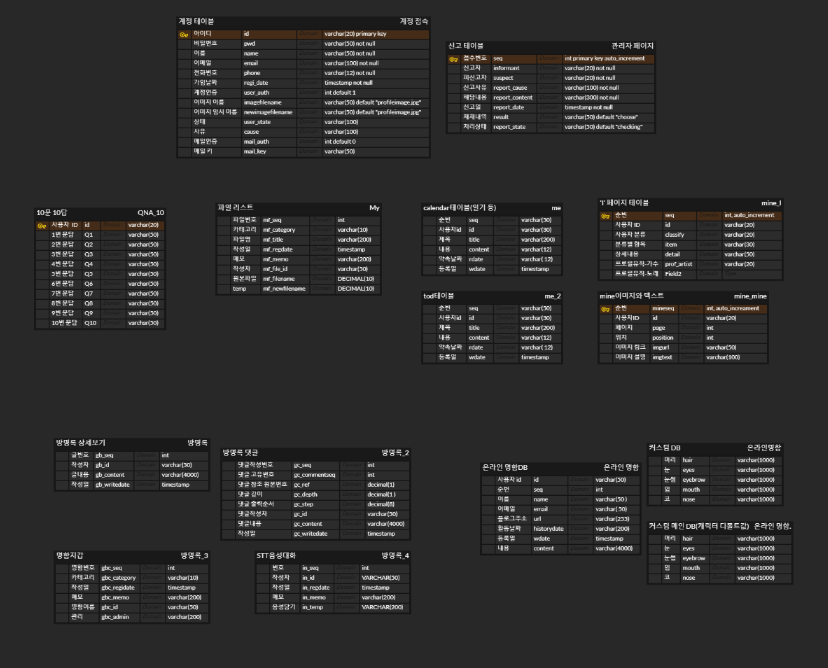 계정 테이블 계정 접속
아이디 id varchar(20) primary key
비밀번호 pwd varchar(50) not null
이름 name varchar(50) not null
이메일 email varchar(100) not null
전화번호 phone varchar(12) not null
가입날짜 regi_date timestamp not null
계정인증 user_auth int default 1
이미지 이름 imagefilename varchar(50) default "profileimage.jpg"
이미지 임시 이름 newimagefilename varchar(50) default "profileimage.jpg"
상태 user_state varchar(100)
사유 cause varchar(100)
메일인증 mail_auth int default 0
메일 키 mail_key varchar(50)
신고 테이블 관리자 페이지
접수번호 seq int primary key auto_increment
신고자 informant varchar(20) not null
피신고자 suspect varchar(20) not null
신고사유 report_cause varchar(100) not null
해당내용 report_content varchar(300) not null
신고일 report_date timestamp not null
제재내역 result varchar(50) default "choose"
처리상태 report_state varchar(30) default "checking"
10문 10답 QNA_10
사용자 ID id varchar(20)
1번 문답 Q1 varchar(50)
2번 문답 Q2 varchar(50)
3번 문답 Q3 varchar(50)
4번 문답 Q4 varchar(50)
5번 문답 Q5 varchar(50)
6번 문답 Q6 varchar(50)
7번 문답 Q7 varchar(50)
8번 문답 Q8 varchar(50)
9번 문답 Q9 varchar(50)
10번 문답 Q10 varchar(50)
파일 리스트 My
파일번호 mf_seq int
카테고리 mf_category varchar(10)
파일명 mf_title varchar(200)
작성일 mf_regdate timestamp
메모 mf_memo varchar(200)
작성자 mf_file_id varchar(50)
원본파일 mf_filename DECIMAL(10)
temp mf_newfilename DECIMAL(10)
calendar테이블(일기 등) me
순번 seq varchar(30)
사용자id id varchar(30)
제목 title varchar(200)
내용 content varchar(12)
약속날짜 rdate varchar(12)
등록일 wdate timestamp
'I' 페이지 테이블 mine_I
순번 seq int, auto_increment
사용자 ID id varchar(20)
사용자 분류 classify varchar(20)
분류별 항목 item varchar(30)
상세내용 detail varchar(50)
프로필뮤직-가수 prof_artist varchar(20)
프로필뮤직-노래 Field2
tod테이블 me_2
순번 seq varchar(30)
사용자id id varchar(30)
제목 title varchar(200)
내용 content varchar(12)
약속날짜 rdate varchar( 12)
등록일 wdate timestamp
mine이미지와 텍스트 mine_mine
순번 mineseq int, auto_increament
사용자ID id varchar(20)
페이지 page int
위치 position int
이미지 링크 imgurl varchar(50)
이미지 설명 imgtext varchar(100)
방명록 상세보기 방명록
글번호 gb_seq int
작성자 gb_id varchar(50)
글내용 gb_content varchar(4000)
작성일 gb_writedate timestamp
방명록 댓글 방명록_2
댓글작성번호 gc_seq int
댓글 고유번호 gc_commentseq int
댓글 참조 원본번호 gc_ref decimal(1)
댓글 깊이 gc_depth decimal(1)
댓글 출력순서 gc_step decimal(8)
댓글작성자 gc_id varchar(50)
댓글내용 gc_content varchar(4000)
작성일 gc_writedate timestamp
온라인 명함DB 온라인 명함
사용자 id id varchar(20)
순번 seq int
이름 name varchar(50)
이메일 email varchar( 50)
블로그주소 url varchar(255)
활동날짜 historydate varchar(200)
등록일 wdate timestamp
내용 content varchar(4000)
커스텀 DB 온라인명함
머리 hair varchar(1000)
눈 eyes varchar(1000)
눈썹 eyebrow varchar(1000)
입 mouth varchar(1000)
코 nose varchar(1000)
커스텀 메인 DB(캐릭터 디폴트값) 온라인 명함.
머리 hair varchar(1000)
눈 eyes varchar(1000)
눈썹 eyebrow varchar(1000)
입 mouth varchar(1000)
코 nose varchar(1000)
명함지갑 방명록_3
명함번호 gbc_seq int
카테고리 gbc_category varchar(10)
작성일 gbc_regidate timestamp
메모 gbc_memo varchar(200)
명함이름 gbc_id varchar(50)
관리 gbc_admin varchar(200)
STT음성대화 방명록_4
번호 in_seq int
작성자 in_id VARCHAR(50)
작성일 in_regdate timestamp
메모 in_memo varchar(200)
음성담기 in_temp VARCHAR(200)